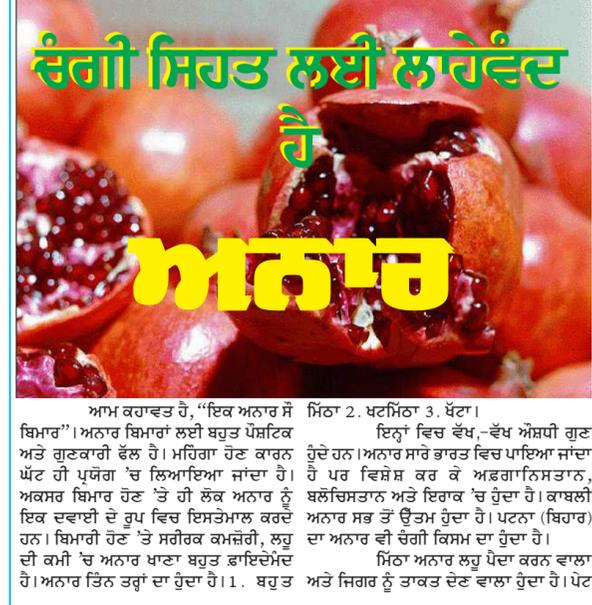 ਚੰਗੀ ਸਿਹਤ ਲਈ ਲਾਹੇਵੰਦ
ਹੈ
ਅਨਾਰ
ਆਮ ਕਹਾਵਤ ਹੈ, “ਇਕ ਅਨਾਰ ਸੌ
ਬਿਮਾਰ”। ਅਨਾਰ ਬਿਮਾਰਾਂ ਲਈ ਬਹੁਤ ਪੌਸ਼ਟਿਕ
ਅਤੇ ਗੁਣਕਾਰੀ ਫੱਲ ਹੈ। ਮਹਿੰਗਾ ਹੋਣ ਕਾਰਨ
ਘੱਟ ਹੀ ਪ੍ਰਯੋਗ ’ਚ ਲਿਆਇਆ ਜਾਂਦਾ ਹੈ।
ਅਕਸਰ ਬਿਮਾਰ ਹੋਣ ’ਤੇ ਹੀ ਲੋਕ ਅਨਾਰ ਨੂੰ
ਇਕ ਦਵਾਈ ਦੇ ਰੂਪ ਵਿਚ ਇਸਤੇਮਾਲ ਕਰਦੇ
ਹਨ। ਬਿਮਾਰੀ ਹੋਣ ’ਤੇ ਸਰੀਰਕ ਕਮਜ਼ੋਰੀ, ਲਹੂ
ਦੀ ਕਮੀ ’ਚ ਅਨਾਰ ਖਾਣਾ ਬਹੁਤ ਫ਼ਾਇਦੇਮੰਦ
ਹੈ। ਅਨਾਰ ਤਿੰਨ ਤਰ੍ਹਾਂ ਦਾ ਹੁੰਦਾ ਹੈ। 1. ਬਹੁਤ
ਮਿੱਠਾ 2. ਖਟਮਿੱਠਾ 3. ਖੱਟਾ।
ਇਨ੍ਹਾਂ ਵਿਚ ਵੱਖ,-ਵੱਖ ਔਸ਼ਧੀ ਗੁਣ
ਹੁੰਦੇ ਹਨ। ਅਨਾਰ ਸਾਰੇ ਭਾਰਤ ਵਿਚ ਪਾਇਆ ਜਾਂਦਾ
ਹੈ ਪਰ ਵਿਸ਼ੇਸ਼ ਕਰ ਕੇ ਅਫ਼ਗਾਨਿਸਤਾਨ,
ਬਲੋਚਿਸਤਾਨ ਅਤੇ ਇਰਾਕ ’ਚ ਹੁੰਦਾ ਹੈ। ਕਾਬਲੀ
ਅਨਾਰ ਸਭ ਤੋਂ ਉੱਤਮ ਹੁੰਦਾ ਹੈ। ਪਟਨਾ (ਬਿਹਾਰ)
ਦਾ ਅਨਾਰ ਵੀ ਚੰਗੀ ਕਿਸਮ ਦਾ ਹੁੰਦਾ ਹੈ।
ਮਿੱਠਾ ਅਨਾਰ ਲਹੂ ਪੈਦਾ ਕਰਨ ਵਾਲਾ
ਅਤੇ ਜਿਗਰ ਨੂੰ ਤਾਕਤ ਦੇਣ ਵਾਲਾ ਹੁੰਦਾ ਹੈ। ਪੇਟ